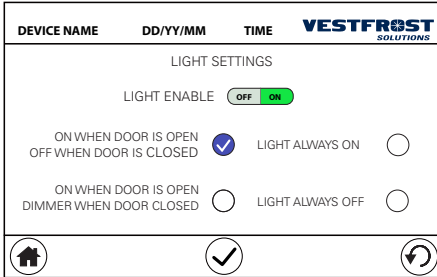 DEVICE NAME DD/YY/MM TIME VESTFROST
SOLUTIONS
LIGHT SETTINGS
LIGHT ENABLE OFF ON
ON WHEN DOOR IS OPEN
OFF WHEN DOOR IS CLOSED
LIGHT ALWAYS ON
ON WHEN DOOR IS OPEN
DIMMER WHEN DOOR CLOSED
LIGHT ALWAYS OFF